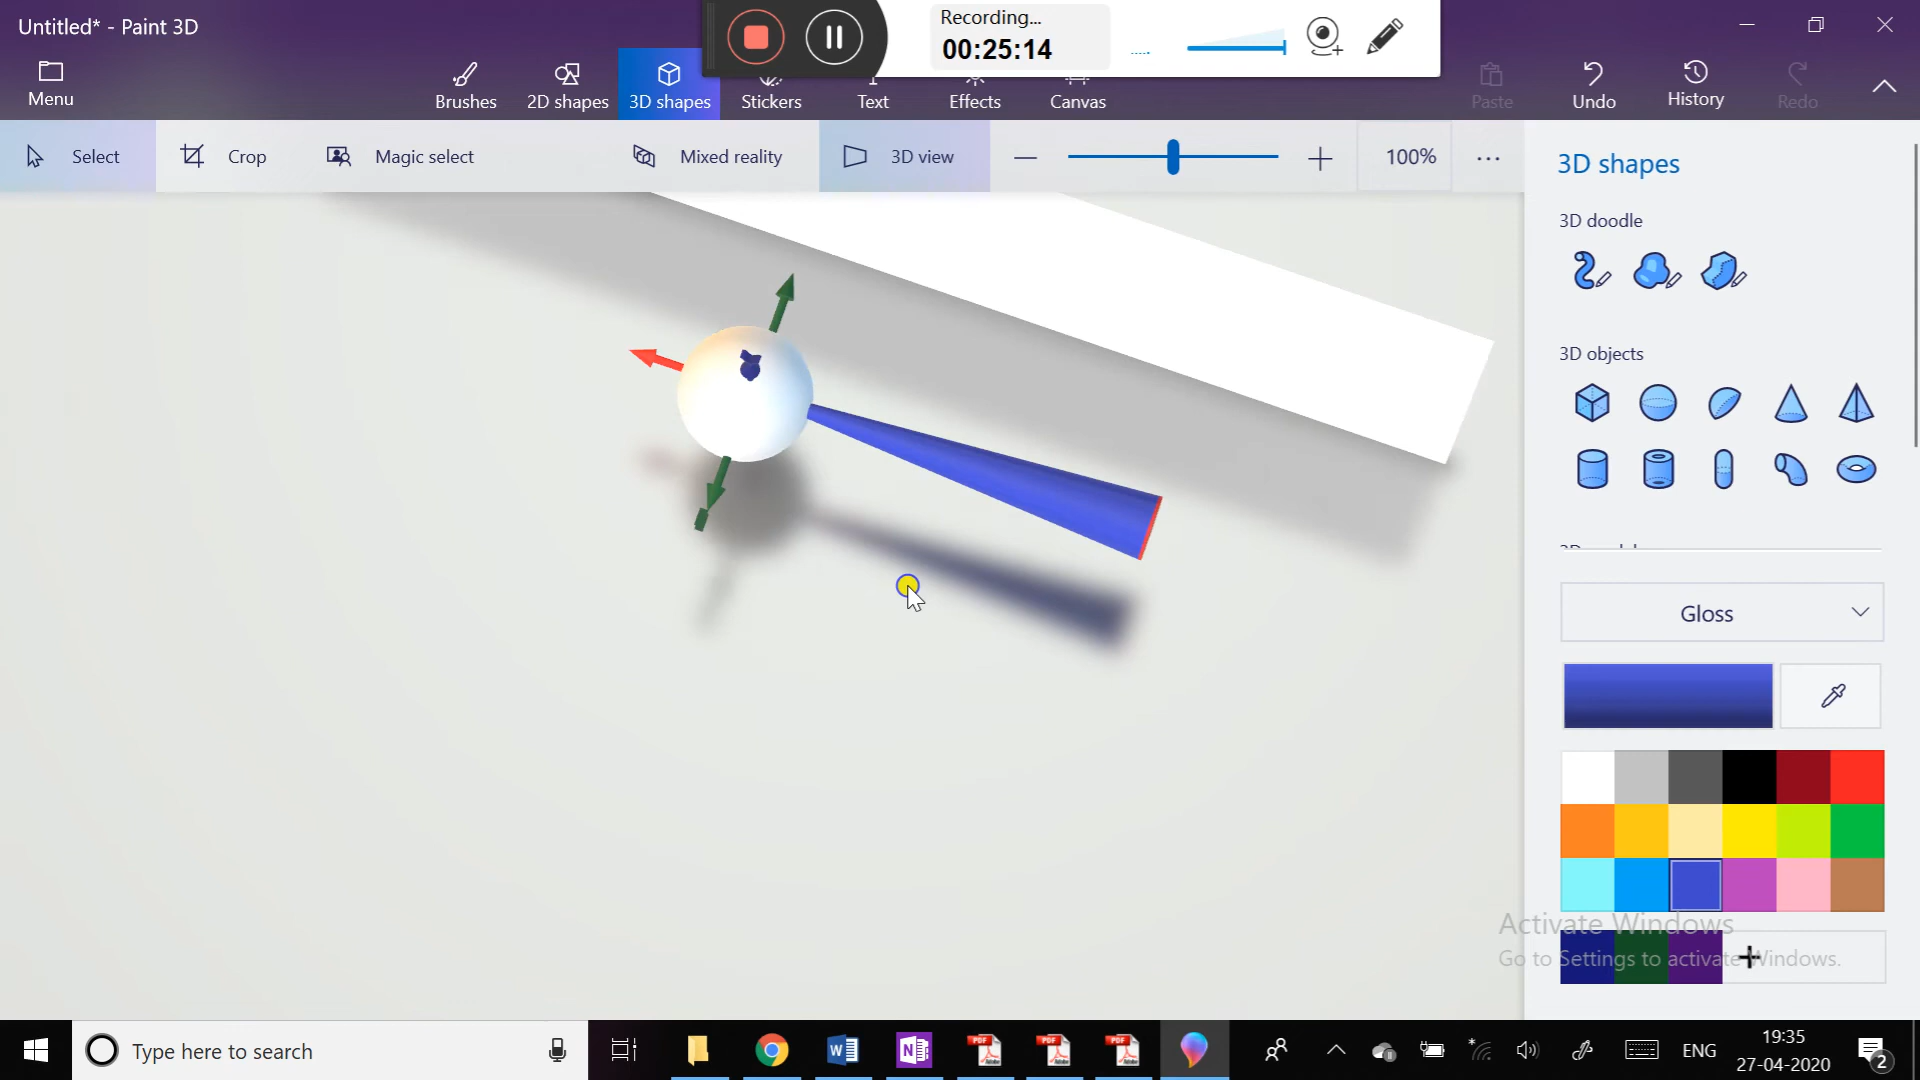 Untitled* - Paint 3D
Recording...
00:25:14
Menu
Brushes
2D shapes
3D shapes
Stickers
Text
Effects
Canvas
Paste
Undo
History
Redo
Select
Crop
Magic select
Mixed reality
3D view
100%
3D shapes
3D doodle
3D objects
Gloss
Activate Windows
Go to Settings to activate Windows.
Type here to search
ENG
19:35
27-04-2020
2